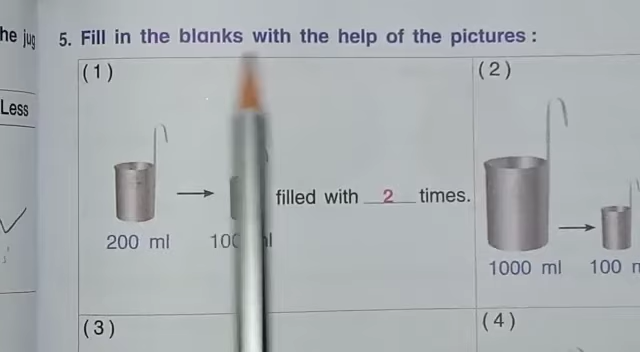 he jug
Less
5. Fill in the blanks with the help of the pictures :
(1)
filled with 2 times.
200 ml
(2)
1000 ml 100
(3)
(4)